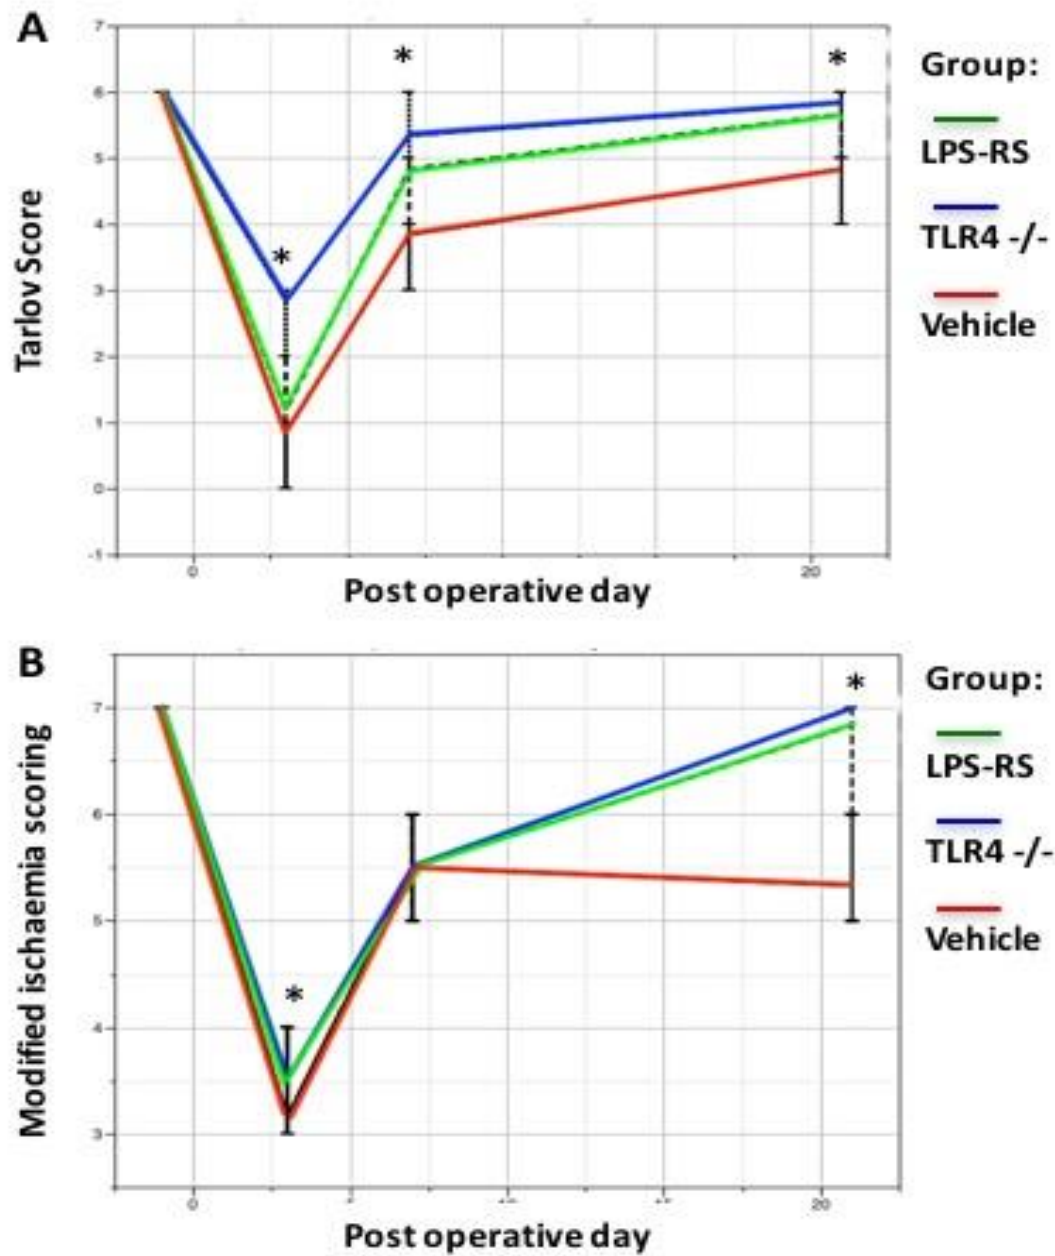 A
7
6
5
4
3
2
1
0
-1
Tarlov Score
*
*
*
0
20
Post operative day
Group:
LPS-RS
TLR4 -/-
Vehicle
B
7
6
5
4
3
Modified ischaemia scoring
*
*
0
20
Post operative day
Group:
LPS-RS
TLR4 -/-
Vehicle